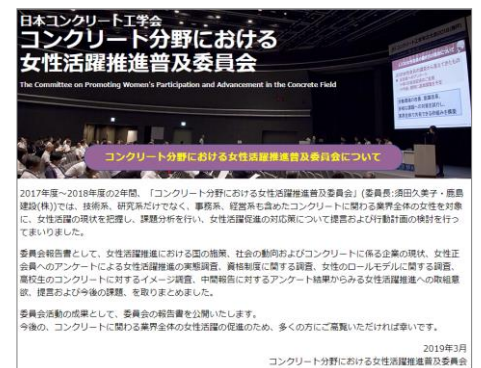 日本コンクリート工学会
コンクリート分野における
女性活躍推進普及委員会
The Committee on Promoting Women's Participation and Advancement in the Concrete Field
コンクリート分野における女性活躍推進普及委員会について
2017年度~2018年度の2年間、「コンクリート分野における女性活躍推進普及委員会」(委員長:須田久美子・鹿島
建設(株))では、技術系、研究系だけでなく、事務系、経営系も含めたコンクリートに関わる業界全体の女性を対象
に、女性活躍の現状を把握し、課題分析を行い、女性活躍促進の対応策について提言および行動計画の検討を行っ
てまいりました。
委員会報告書として、女性活躍推進における国の施策、社会の動向およびコンクリートに係る企業の現状、女性正
会員へのアンケートによる女性活躍推進の実態調査、資格制度に関する調査、女性のロールモデルに関する調査、
高校生のコンクリートに対するイメージ調査、中間報告に対するアンケート結果からみる女性活躍推進への取組意
欲、提言および今後の課題、を取りまとめました。
委員会活動の成果として、委員会の報告書を公開いたします。
今後の、コンクリートに関わる業界全体の女性活躍の促進のため、多くの方にご高覧いただければ幸いです。
2019年3月
コンクリート分野における女性活躍推進普及委員会